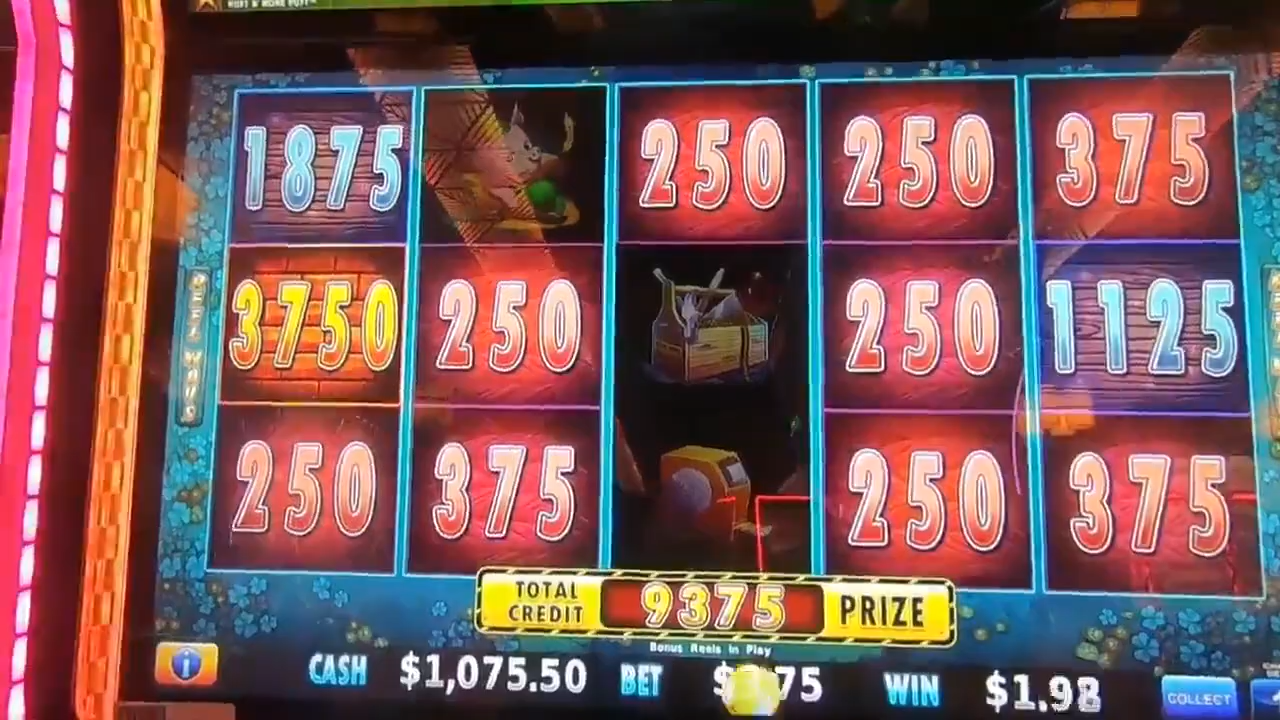 1875 250 250 375
3750 250 250 1125
250 375 250 375
TOTAL CREDIT 9375 PRIZE
Bonus Reels In Play
CASH $1,075.50 BET WIN $1.98
COLLECT